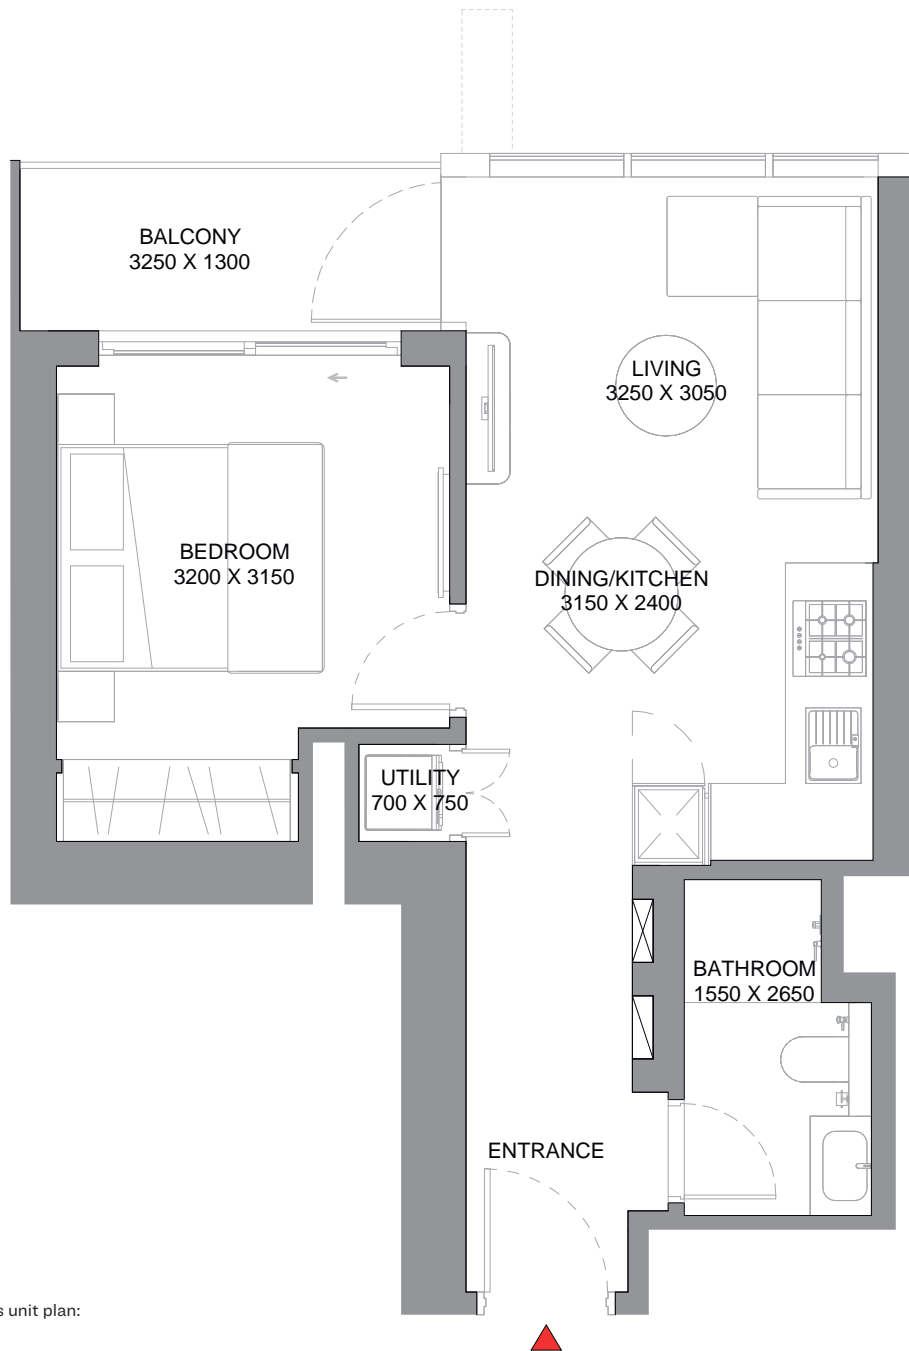 BALCONY
3250 X 1300
LIVING
3250 X 3050
BEDROOM
3200 X 3150
DINING/KITCHEN
3150 X 2400
UTILITY
700 X 750
BATHROOM
1550 X 2650
ENTRANCE
unit plan: